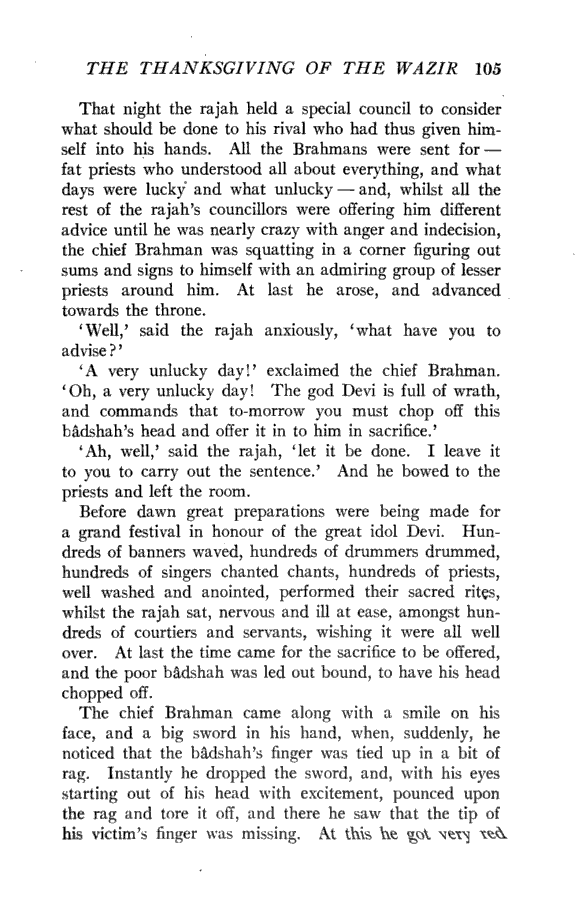 THE THANKSGIVING OF THE WAZIR 105
That night the rajah held a special council to consider
what should be done to his rival who had thus given him-
self into his hands. All the Brahmans were sent for —
fat priests who understood all about everything, and what
days were lucky and what unlucky — and, whilst all the
rest of the rajah's councillors were offering him different
advice until he was nearly crazy with anger and indecision,
the chief Brahman was squatting in a corner figuring out
sums and signs to himself with an admiring group of lesser
priests around him. At last he arose, and advanced
towards the throne.
'Well,' said the rajah anxiously, 'what have you to
advise?'
'A very unlucky day!' exclaimed the chief Brahman.
'Oh, a very unlucky day! The god Devi is full of wrath,
and commands that to-morrow you must chop off this
bâdshah's head and offer it in to him in sacrifice.'
'Ah, well,' said the rajah, 'let it be done. I leave it
to you to carry out the sentence.' And he bowed to the
priests and left the room.
Before dawn great preparations were being made for
a grand festival in honour of the great idol Devi. Hun-
dreds of banners waved, hundreds of drummers drummed,
hundreds of singers chanted chants, hundreds of priests,
well washed and anointed, performed their sacred rites,
whilst the rajah sat, nervous and ill at ease, amongst hun-
dreds of courtiers and servants, wishing it were all well
over. At last the time came for the sacrifice to be offered,
and the poor bâdshah was led out bound, to have his head
chopped off.
The chief Brahman came along with a smile on his
face, and a big sword in his hand, when, suddenly, he
noticed that the bâdshah's finger was tied up in a bit of
rag. Instantly he dropped the sword, and, with his eyes
starting out of his head with excitement, pounced upon
the rag and tore it off, and there he saw that the tip of
his victim's finger was missing. At this he got very red